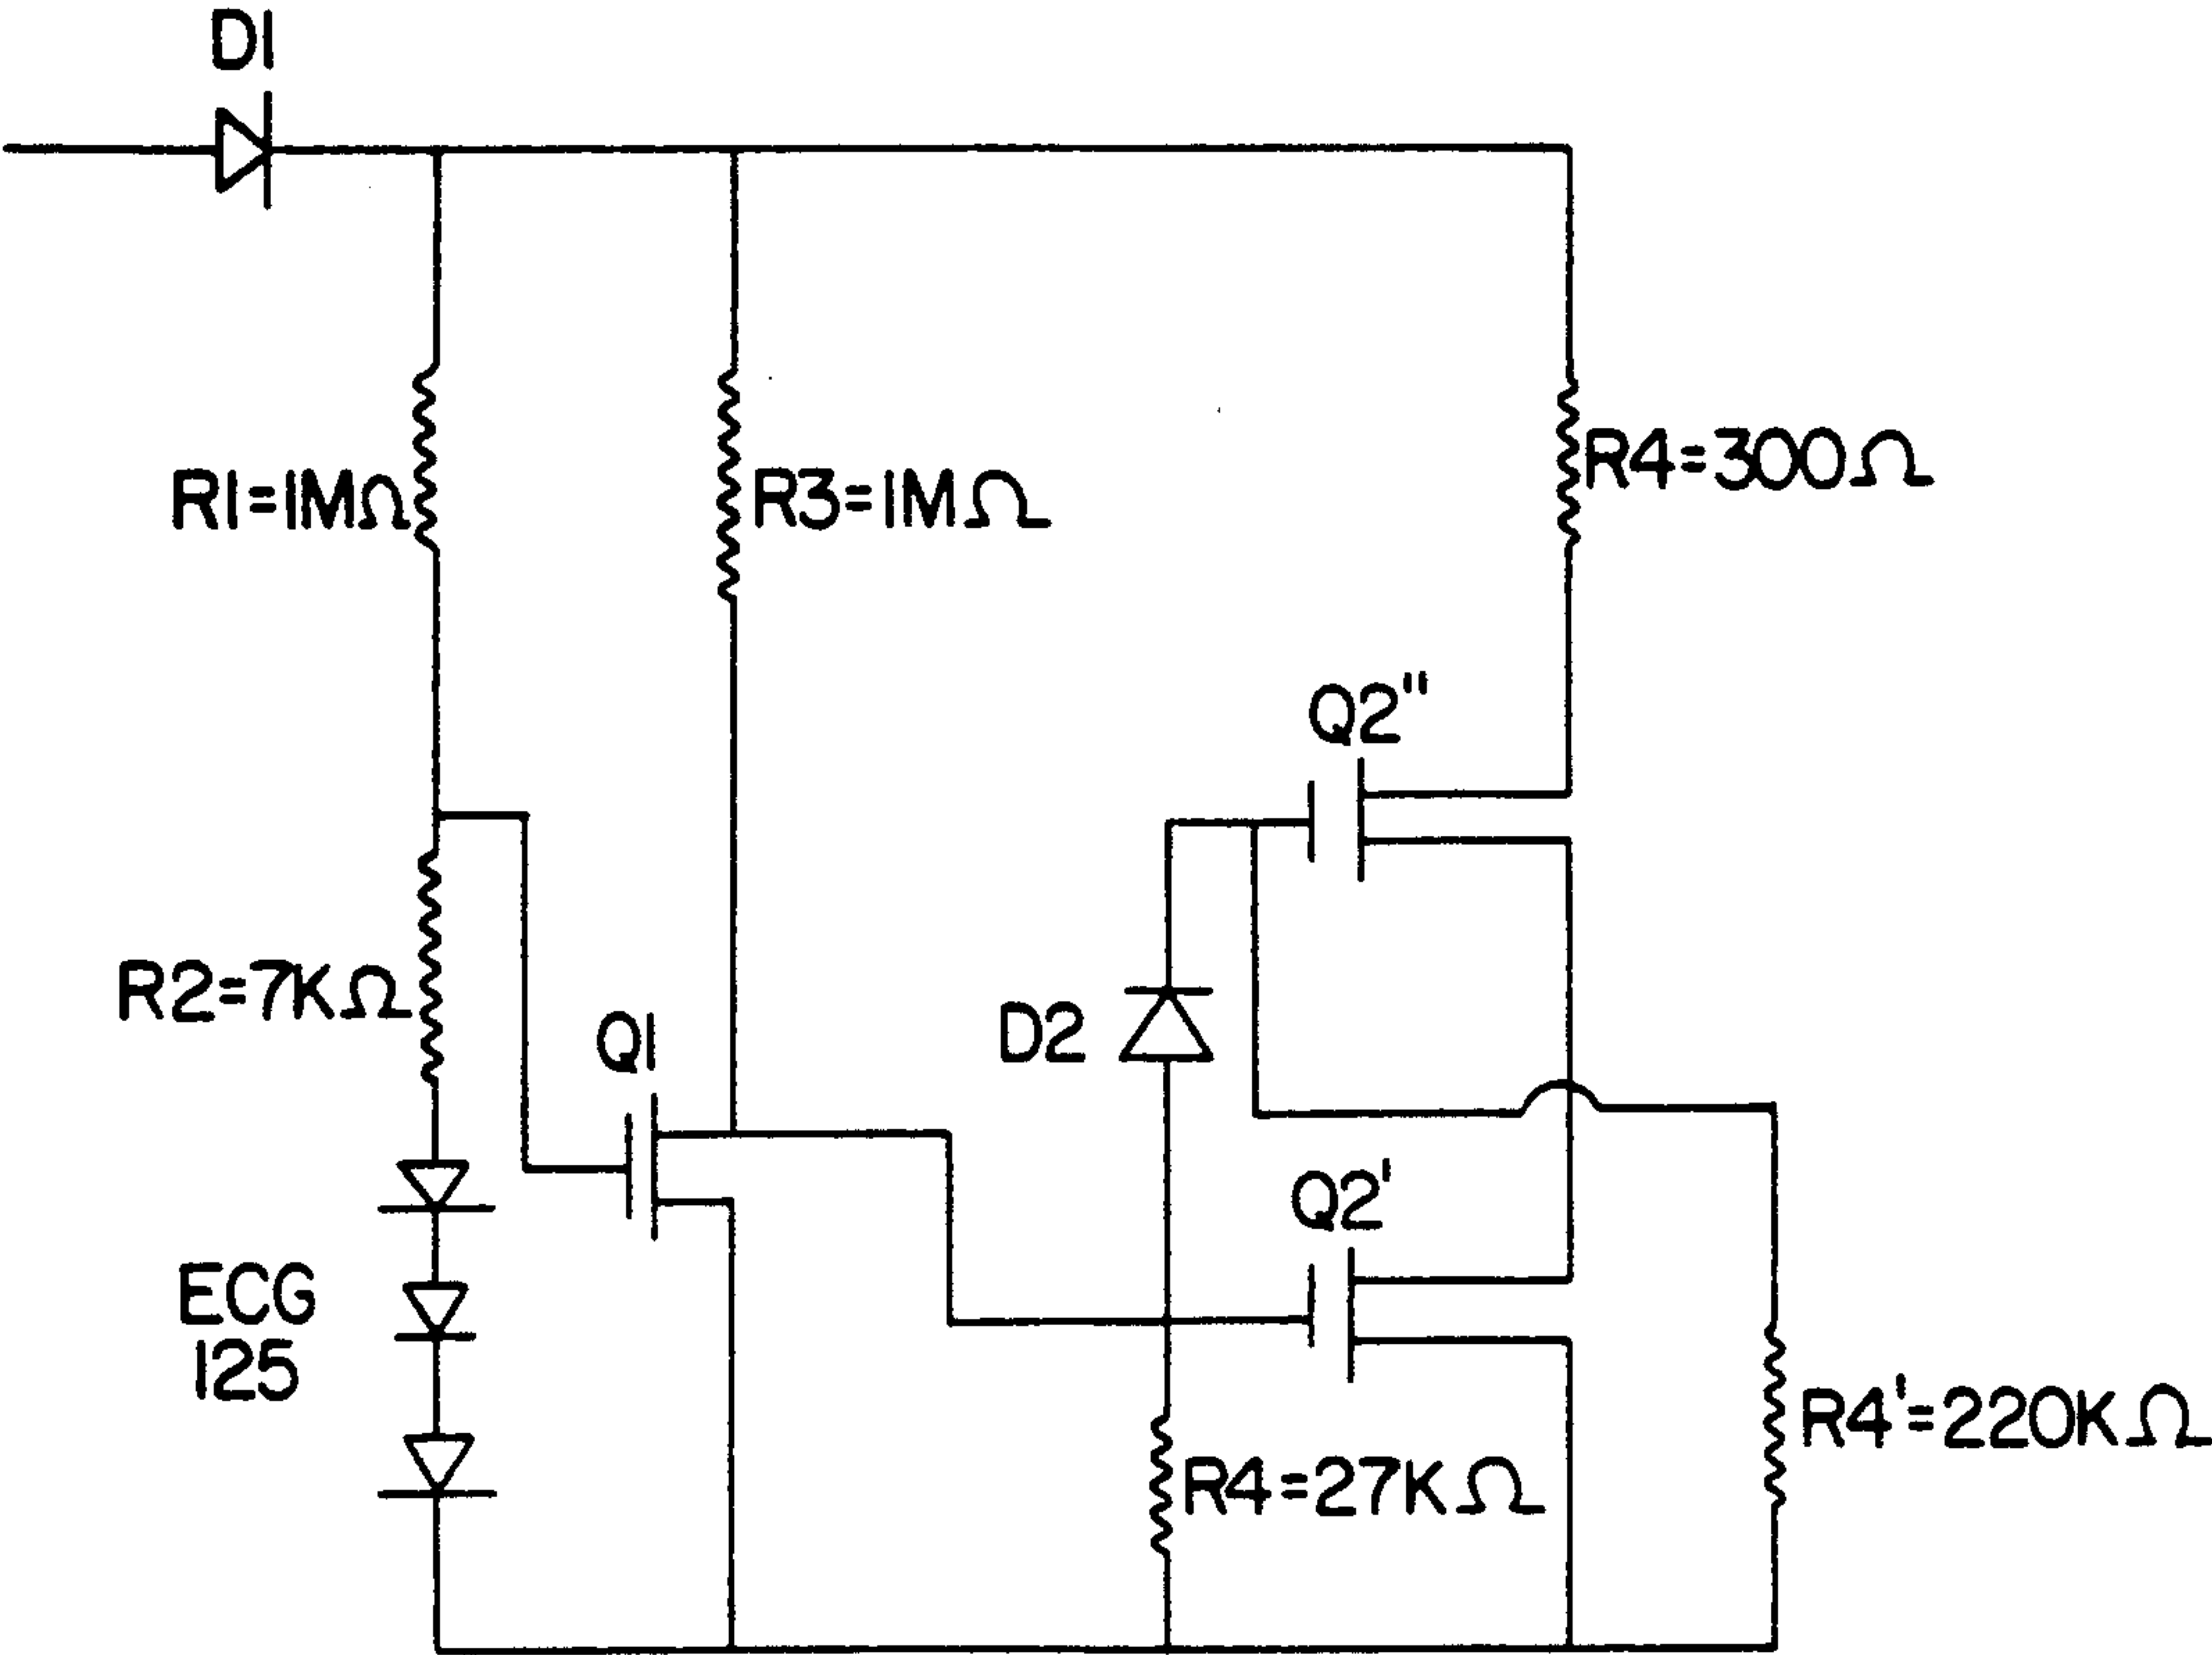 D1
R1=1MΩ
R3=1MΩ
R4=300Ω
Q2"
R2=7KΩ
Q1
D2
Q2'
ECG
125
R4=27KΩ
R4'=220KΩ